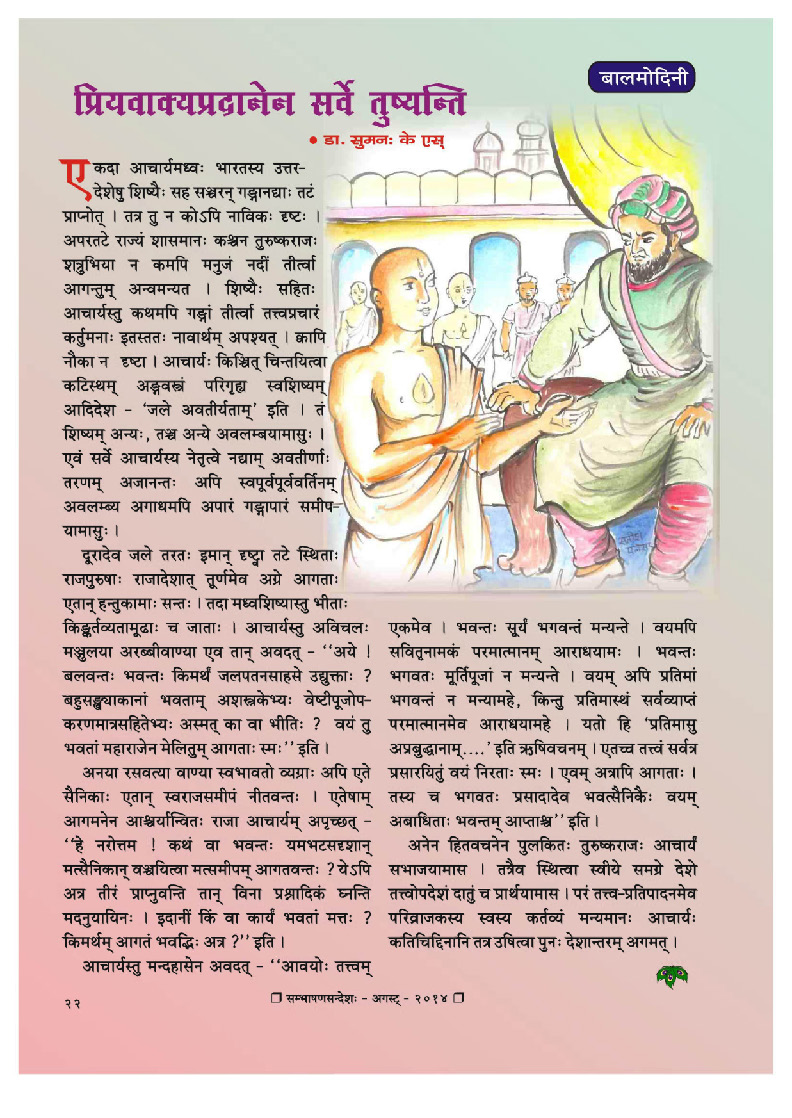 बालमोदिनी
प्रियवाक्यप्रदानेन सर्वे तुष्यन्ति
• डा. सुमनः के एस्
एकदा आचार्यमध्वः भारतस्य उत्तर-
देशेषु शिष्यैः सह सञ्चरन् गङ्गानद्याः तटं
प्राप्नोत् । तत्र तु न कोऽपि नाविकः दृष्टः ।
अपरतटे राज्यं शासमानः कश्चन तुरुष्कराजः
शत्रुभिया न कमपि मनुजं नदीं तीर्त्वा
आगन्तुम् अन्वमन्यत । शिष्यैः सहितः
आचार्यस्तु कथमपि गङ्गां तीर्त्वा तत्त्वप्रचारं
कर्तुमनाः इतस्ततः नावार्थम् अपश्यत् । क्वापि
नौका न दृष्टा । आचार्यः किञ्चित् चिन्तयित्वा
कटिस्थम् अङ्गवस्त्रं परिगृह्य स्वशिष्यम्
आदिदेश - ‘जले अवतीर्यताम्’ इति । तं
शिष्यम् अन्यः, तञ्च अन्ये अवलम्बयामासुः ।
एवं सर्वे आचार्यस्य नेतृत्वे नद्याम् अवतीर्णाः
तरणम् अजानन्तः अपि स्वपूर्वपूर्ववर्तिनम्
अवलम्ब्य अगाधमपि अपारं गङ्गापारं समीप-
यामासुः ।
दूरादेव जले तरतः इमान् दृष्ट्वा तटे स्थिताः
राजपुरुषाः राजादेशात् तूर्णमेव अग्रे आगताः
एतान् हन्तुकामाः सन्तः । तदा मध्वशिष्यास्तु भीताः
किङ्कर्तव्यतामूढाः च जाताः । आचार्यस्तु अविचलः
मञ्जुलया अरब्बीवाण्या एव तान् अवदत् - ‘‘अये !
बलवन्तः भवन्तः किमर्थं जलपतनसाहसे उद्युक्ताः ?
बहुसङ्ख्याकानां भवताम् अशस्त्रकेभ्यः वेष्टीपूजोप-
करणमात्रसहितेभ्यः अस्मत् का वा भीतिः ? वयं तु
भवतां महाराजेन मेलितुम् आगताः स्मः’’ इति ।
अनया रसवत्या वाण्या स्वभावतो व्यग्राः अपि एते
सैनिकाः एतान् स्वराजसमीपं नीतवन्तः । एतेषाम्
आगमनेन आश्चर्यान्वितः राजा आचार्यम् अपृच्छत् -
‘‘हे नरोत्तम ! कथं वा भवन्तः यमभटसदृशान्
मत्सैनिकान् वञ्चयित्वा मत्समीपम् आगतवन्तः ? येऽपि
अत्र तीरं प्राप्नुवन्ति तान् विना प्रश्नादिकं घ्नन्ति
मदनुयायिनः । इदानीं किं वा कार्यं भवतां मत्तः ?
किमर्थम् आगतं भवद्भिः अत्र ?’’ इति ।
आचार्यस्तु मन्दहासेन अवदत् - ‘‘आवयोः तत्त्वम्
एकमेव । भवन्तः सूर्यं भगवन्तं मन्यन्ते । वयमपि
सवितृनामकं परमात्मानम् आराधयामः । भवन्तः
भगवतः मूर्तिपूजां न मन्यन्ते । वयम् अपि प्रतिमां
भगवन्तं न मन्यामहे, किन्तु प्रतिमास्थं सर्वव्याप्तं
परमात्मानमेव आराधयामहे । यतो हि ‘प्रतिमासु
अप्रबुद्धानाम्....’ इति ऋषिवचनम् । एतच्च तत्त्वं सर्वत्र
प्रसारयितुं वयं निरताः स्मः । एवम् अत्रापि आगताः ।
तस्य च भगवतः प्रसादादेव भवत्सैनिकैः वयम्
अबाधिताः भवन्तम् आप्ताश्च’’ इति ।
अनेन हितवचनेन पुलकितः तुरुष्कराजः आचार्यं
सभाजयामास । तत्रैव स्थित्वा स्वीये समग्रे देशे
तत्त्वोपदेशं दातुं च प्रार्थयामास । परं तत्त्व-प्रतिपादनमेव
परिव्राजकस्य स्वस्य कर्तव्यं मन्यमानः आचार्यः
कतिचिद्दिनानि तत्र उषित्वा पुनः देशान्तरम् अगमत् ।
२२
❐ सम्भाषणसन्देशः - अगस्ट् - २०१४ ❐